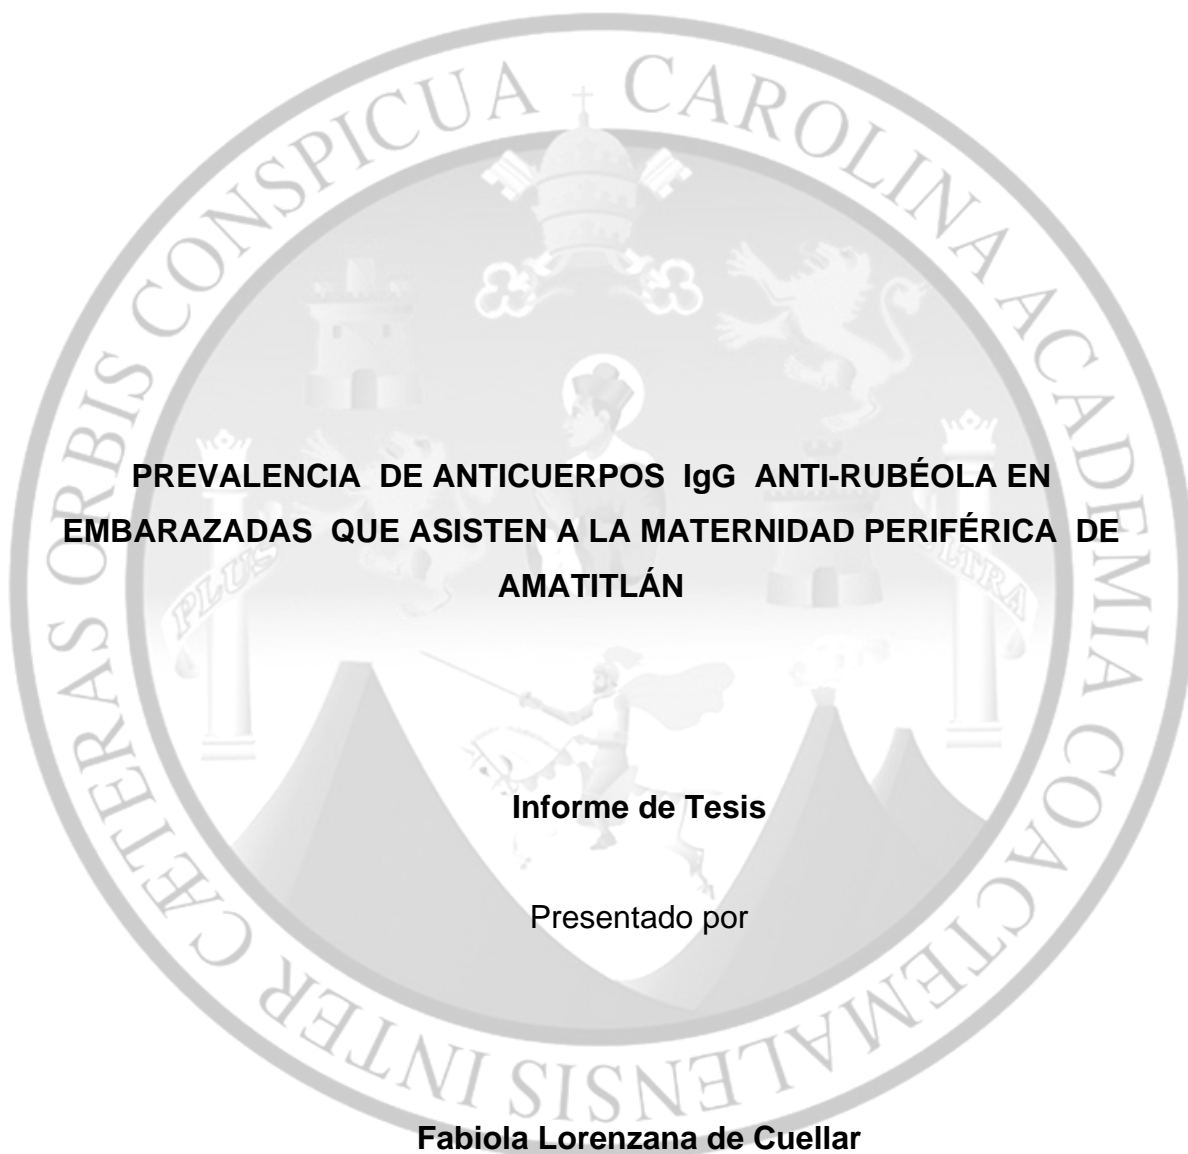 CAROLINA ACADEMIA COACTEMALENSIS INTER CÆTERAS ORBIS CONSPICUA
PREVALENCIA DE ANTICUERPOS IgG ANTI-RUBÉOLA EN
EMBARAZADAS QUE ASISTEN A LA MATERNIDAD PERIFÉRICA DE
AMATITLÁN
PLUS
ULTRA
Informe de Tesis
Presentado por
Fabiola Lorenzana de Cuellar